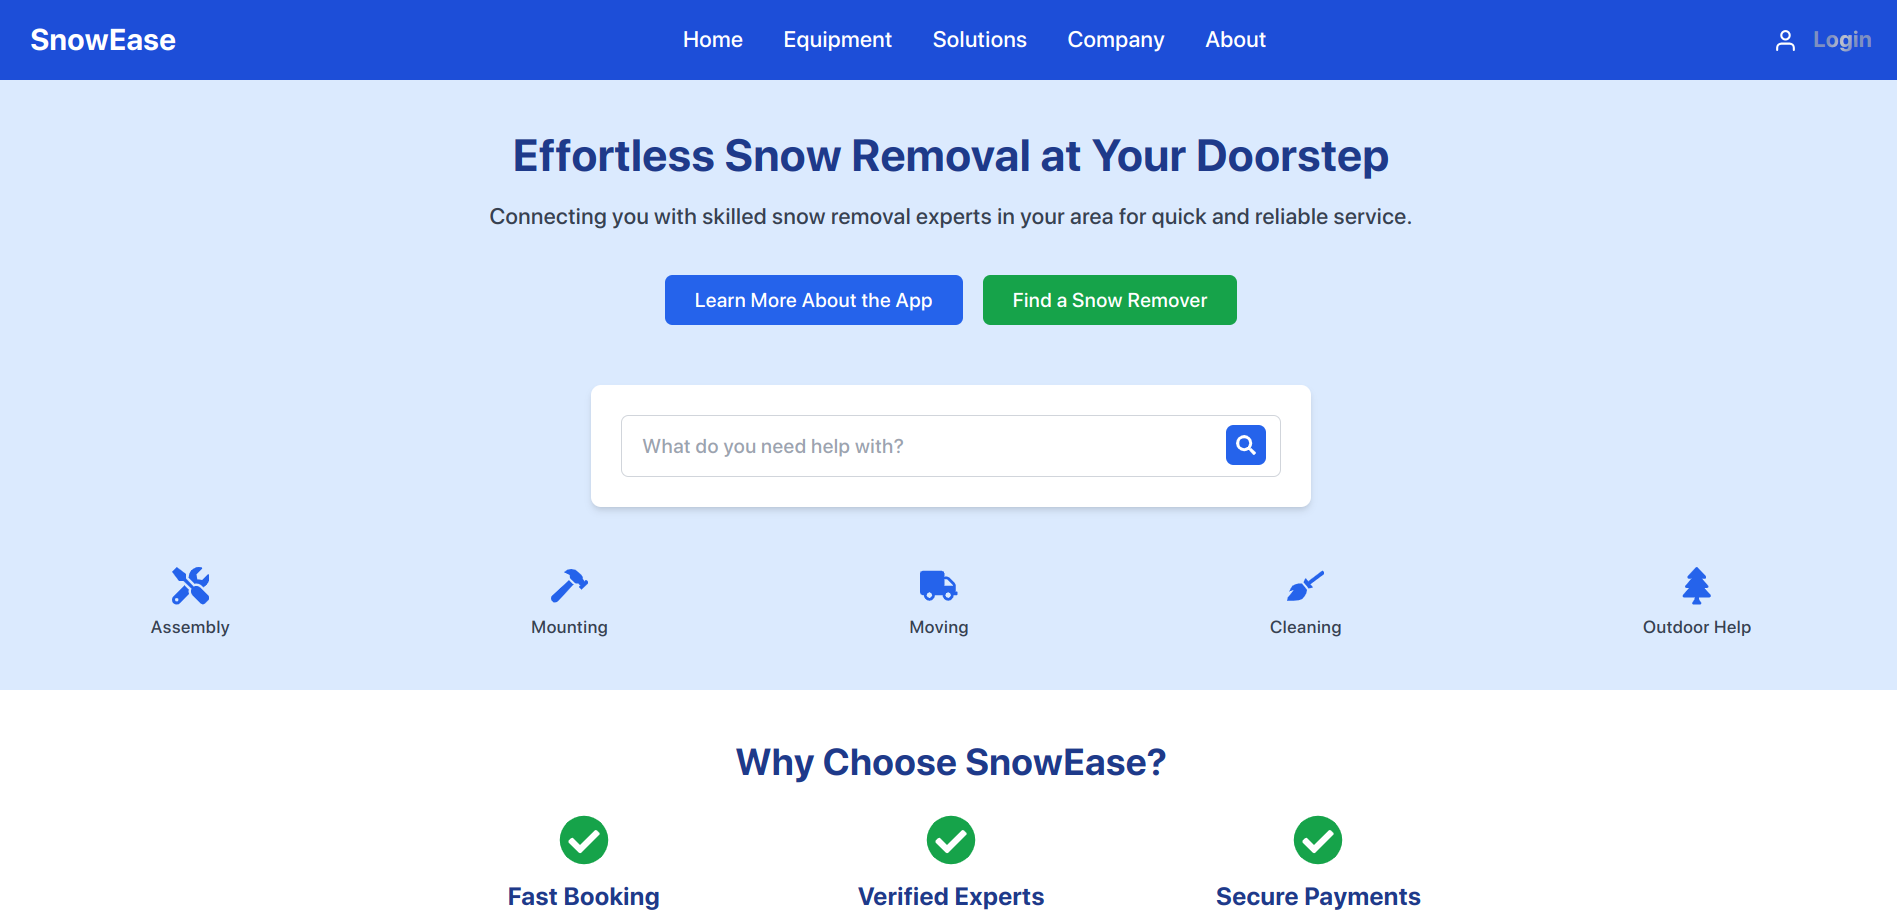 SnowEase
Home Equipment Solutions Company About
Login
Effortless Snow Removal at Your Doorstep
Connecting you with skilled snow removal experts in your area for quick and reliable service.
Learn More About the App
Find a Snow Remover
What do you need help with?
Assembly
Mounting
Moving
Cleaning
Outdoor Help
Why Choose SnowEase?
Fast Booking
Verified Experts
Secure Payments